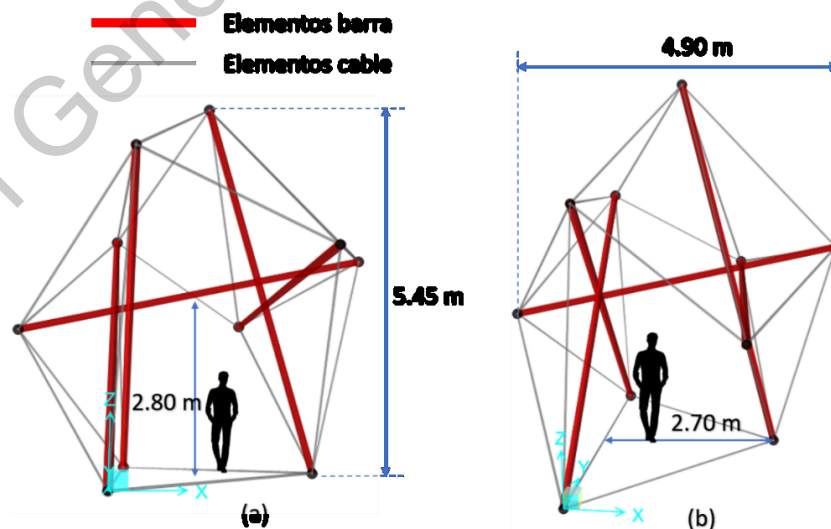 Elementos barra
Elementos cable
4.90 m
5.45 m
2.80 m
2.70 m
Z
X
Z
Y
X
(a)
(b)